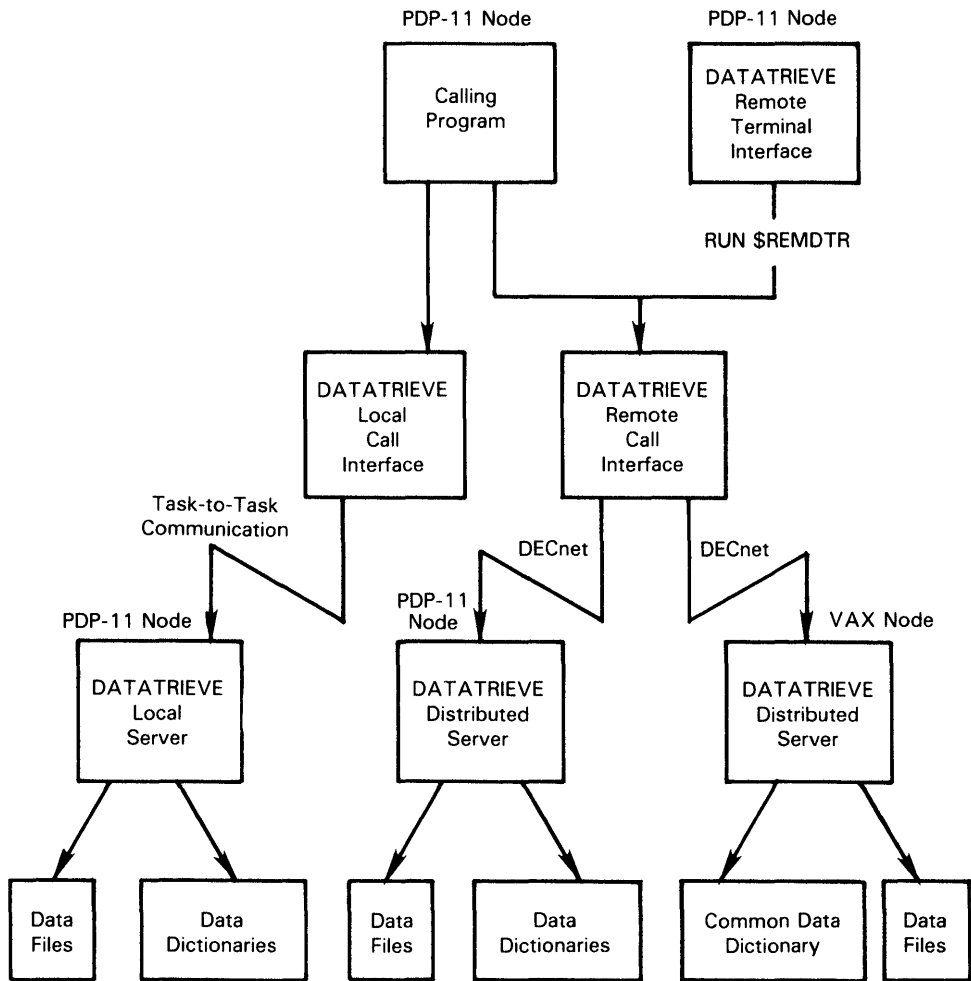 PDP-11 Node
PDP-11 Node
Calling
Program
DATATRIEVE
Remote
Terminal
Interface
RUN $REMDTR
DATATRIEVE
Local
Call
Interface
DATATRIEVE
Remote
Call
Interface
Task-to-Task
Communication
DECnet
DECnet
PDP-11 Node
PDP-11
Node
VAX Node
DATATRIEVE
Local
Server
DATATRIEVE
Distributed
Server
DATATRIEVE
Distributed
Server
Data
Files
Data
Dictionaries
Data
Files
Data
Dictionaries
Common Data
Dictionary
Data
Files